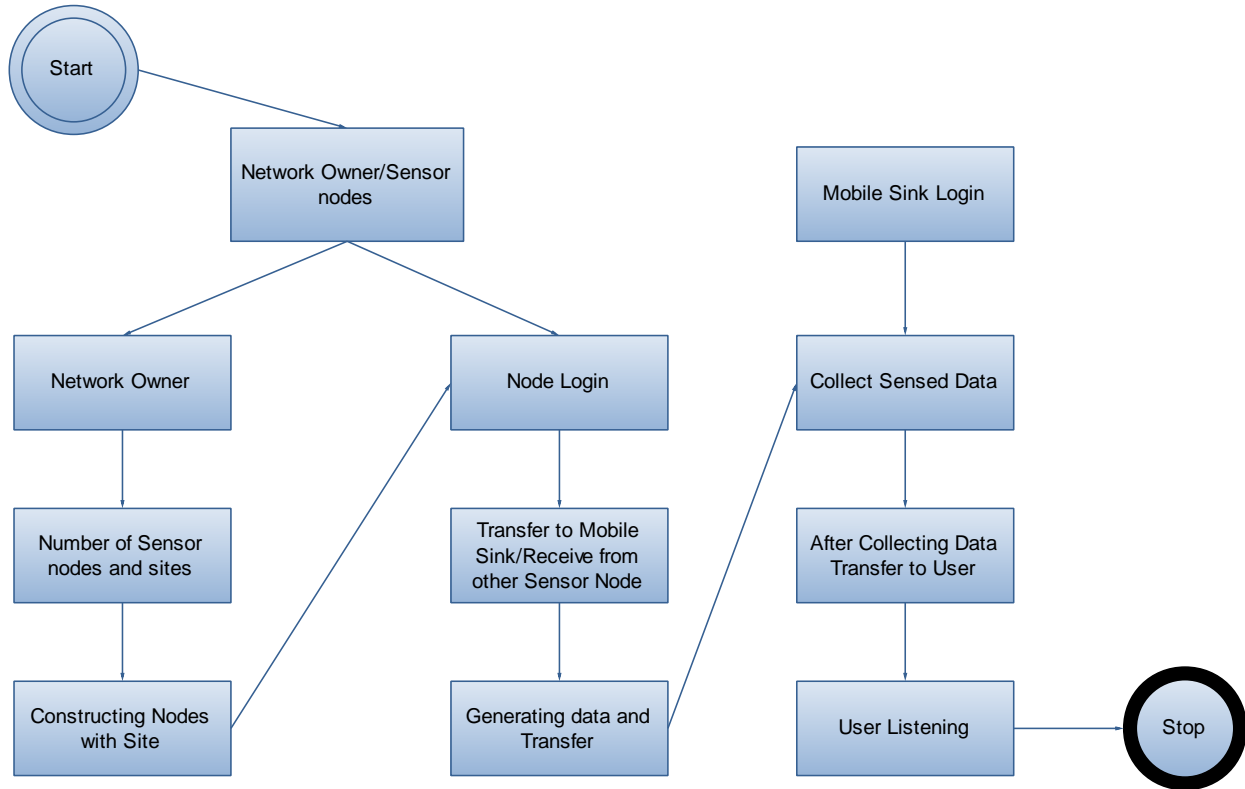 Start
Network Owner/Sensor
nodes
Mobile Sink Login
Network Owner
Node Login
Collect Sensed Data
Number of Sensor
nodes and sites
Transfer to Mobile
Sink/Receive from
other Sensor Node
After Collecting Data
Transfer to User
Constructing Nodes
with Site
Generating data and
Transfer
User Listening
Stop